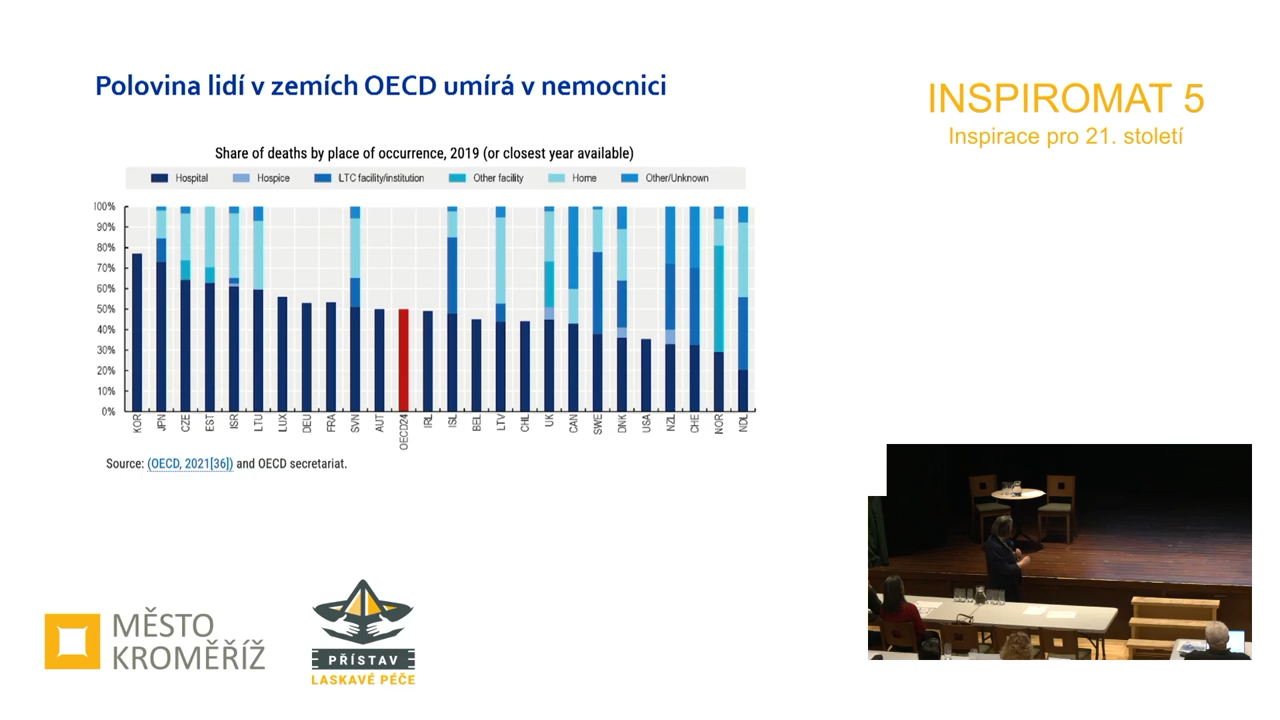 Polovina lidí v zemích OECD umírá v nemocnici
INSPIROMAT 5
Inspirace pro 21. století
Share of deaths by place of occurrence, 2019 (or closest year available)
Hospital Hospice LTC facility/institution Other facility Home Other/Unknown
100%
90%
80%
70%
60%
50%
40%
30%
20%
10%
0%
KOR JPN CZE EST ISR LTU LUX DEU FRA SVN AUT OECD24 IRL ISL BEL LTV CHL UK CAN SWE DNK USA NZL CHE NOR NDL
Source: (OECD, 2021[36]) and OECD secretariat.
MĚSTO
KROMĚŘÍŽ
PŘÍSTAV
LASKAVÉ PÉČE